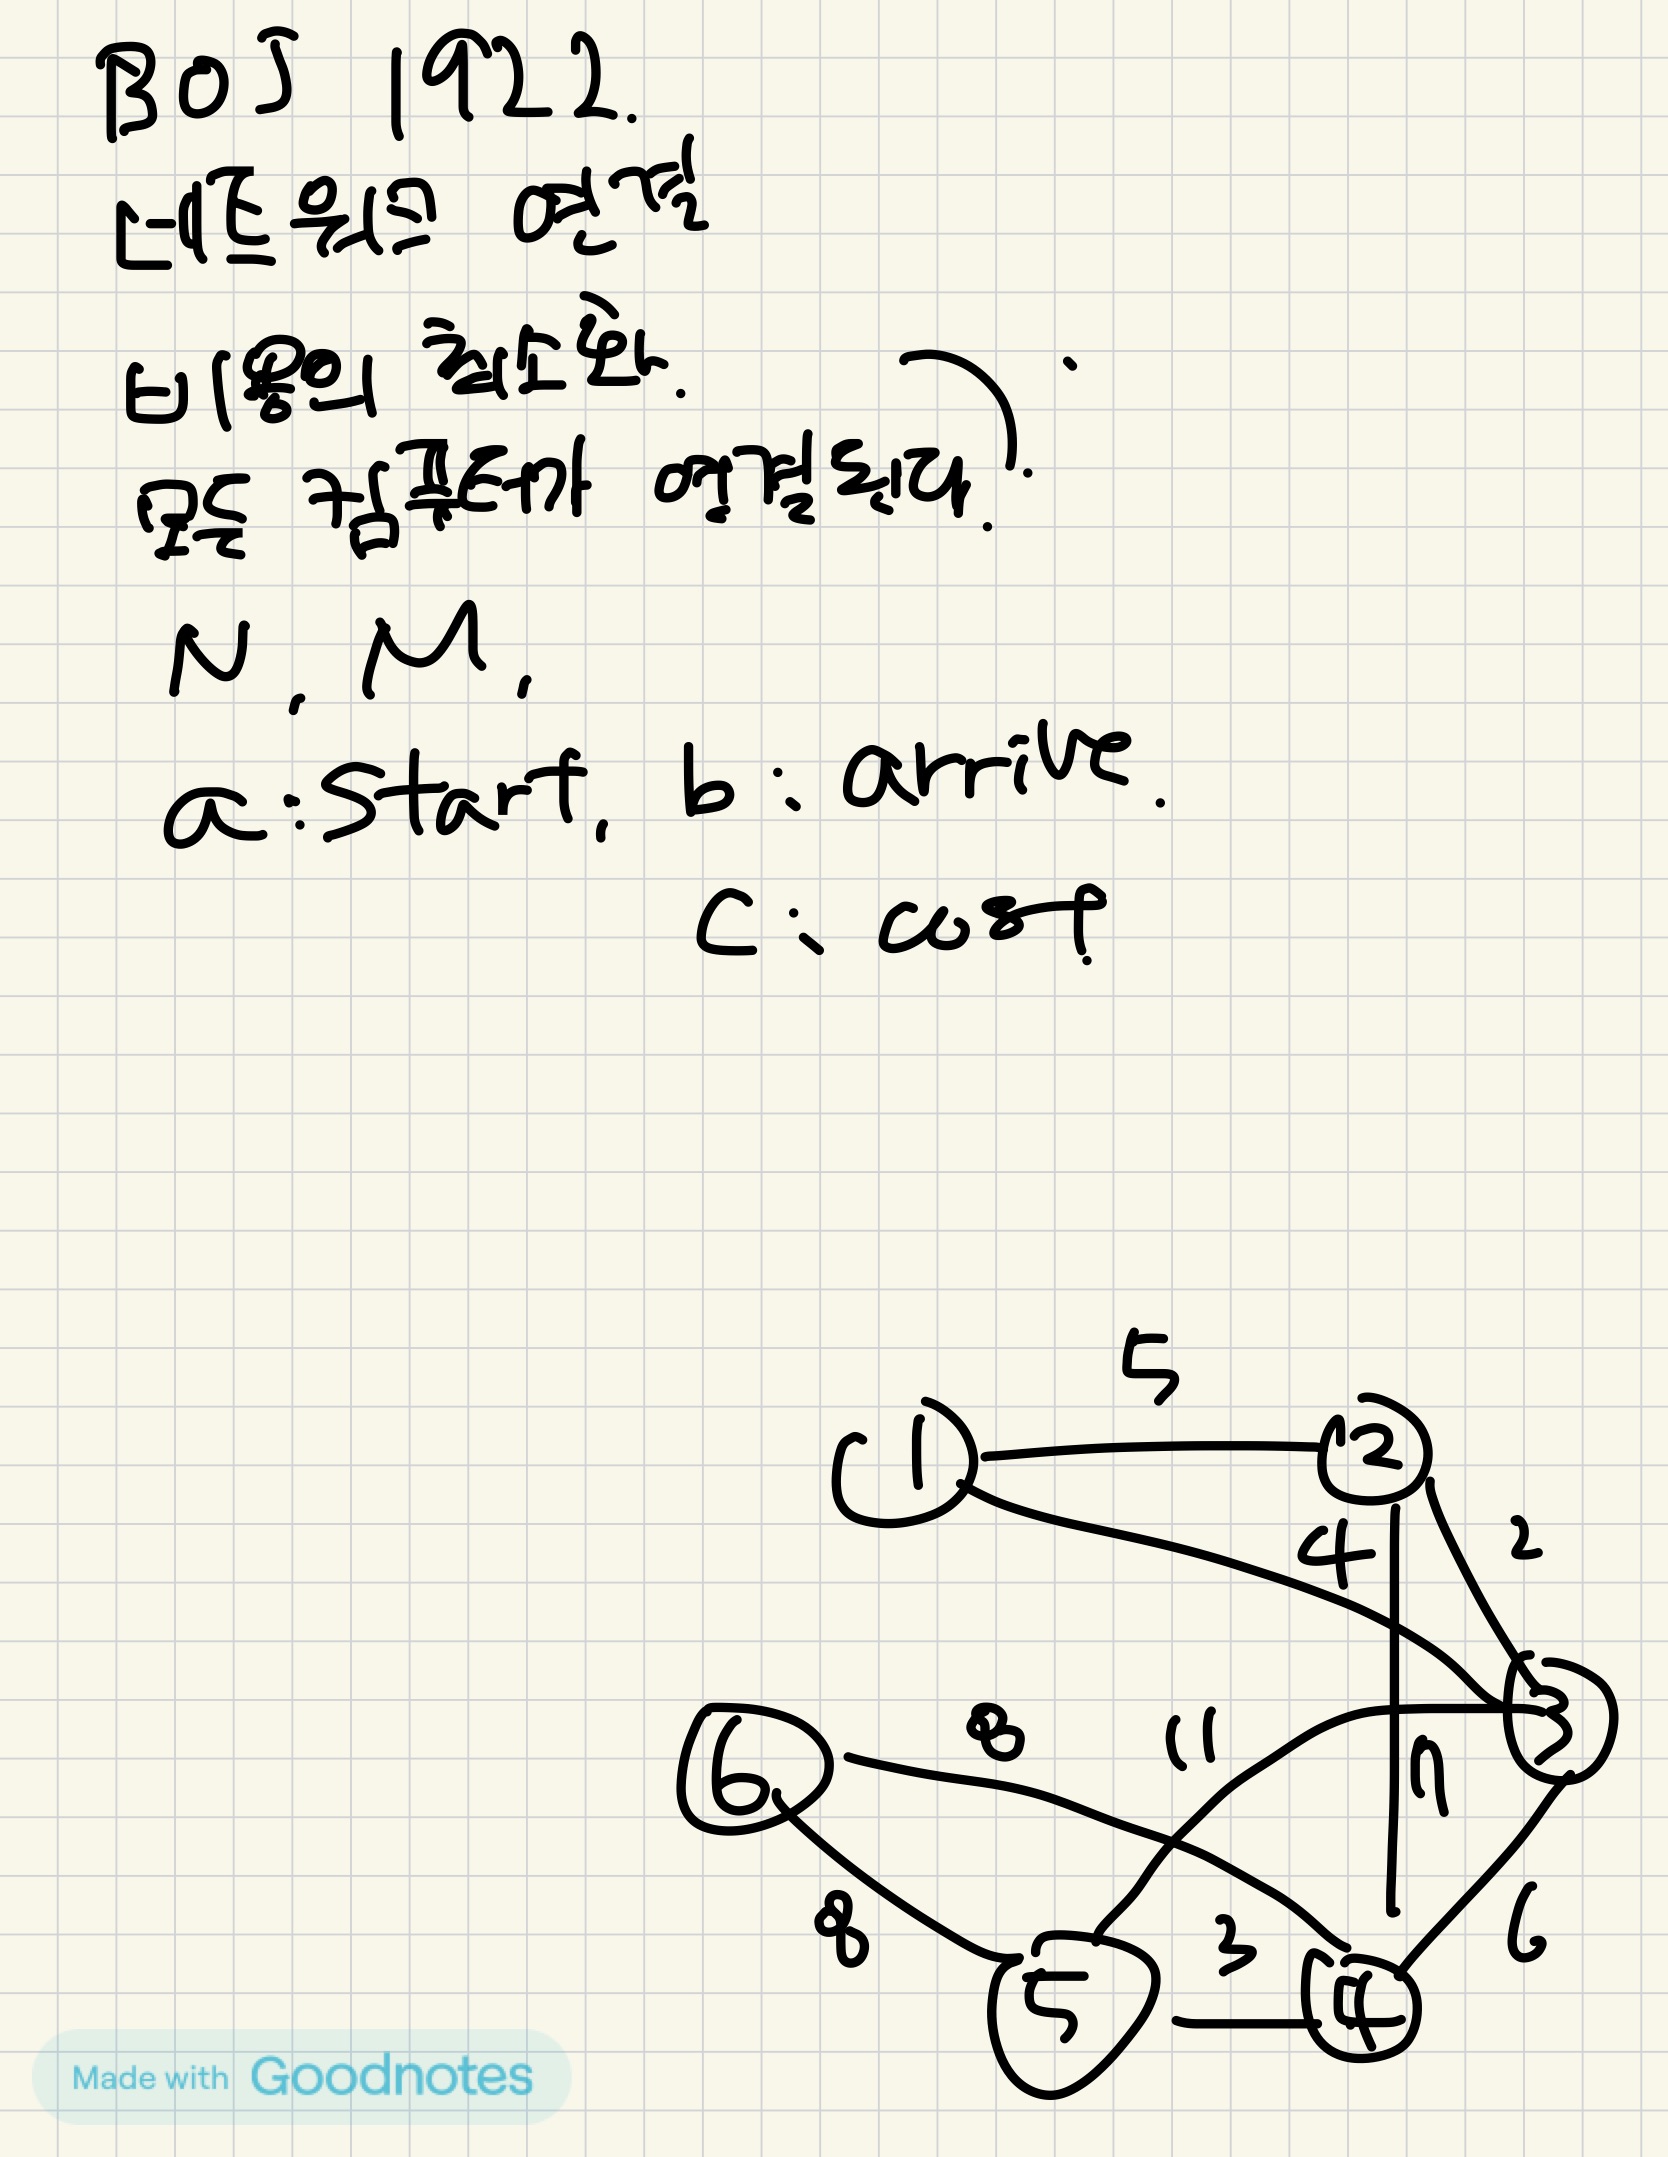 BOJ 1922.
네트워크 연결
비용의 최소화.
모든 컴퓨터가 연결된다.
N, M,
a: Start, b: arrive.
c: cost.
5
1 2
4 2
6 8 11 7 3
8 3 6
5 4
Made with Goodnotes